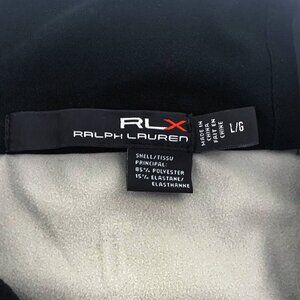 RLX
RALPH LAUREN
MADE IN
CHINA
FAIT EN
CHINE
L/G
SHELL/TISSU
PRINCIPAL:
85% POLYESTER
15% ELASTANE/
ELASTHANNE